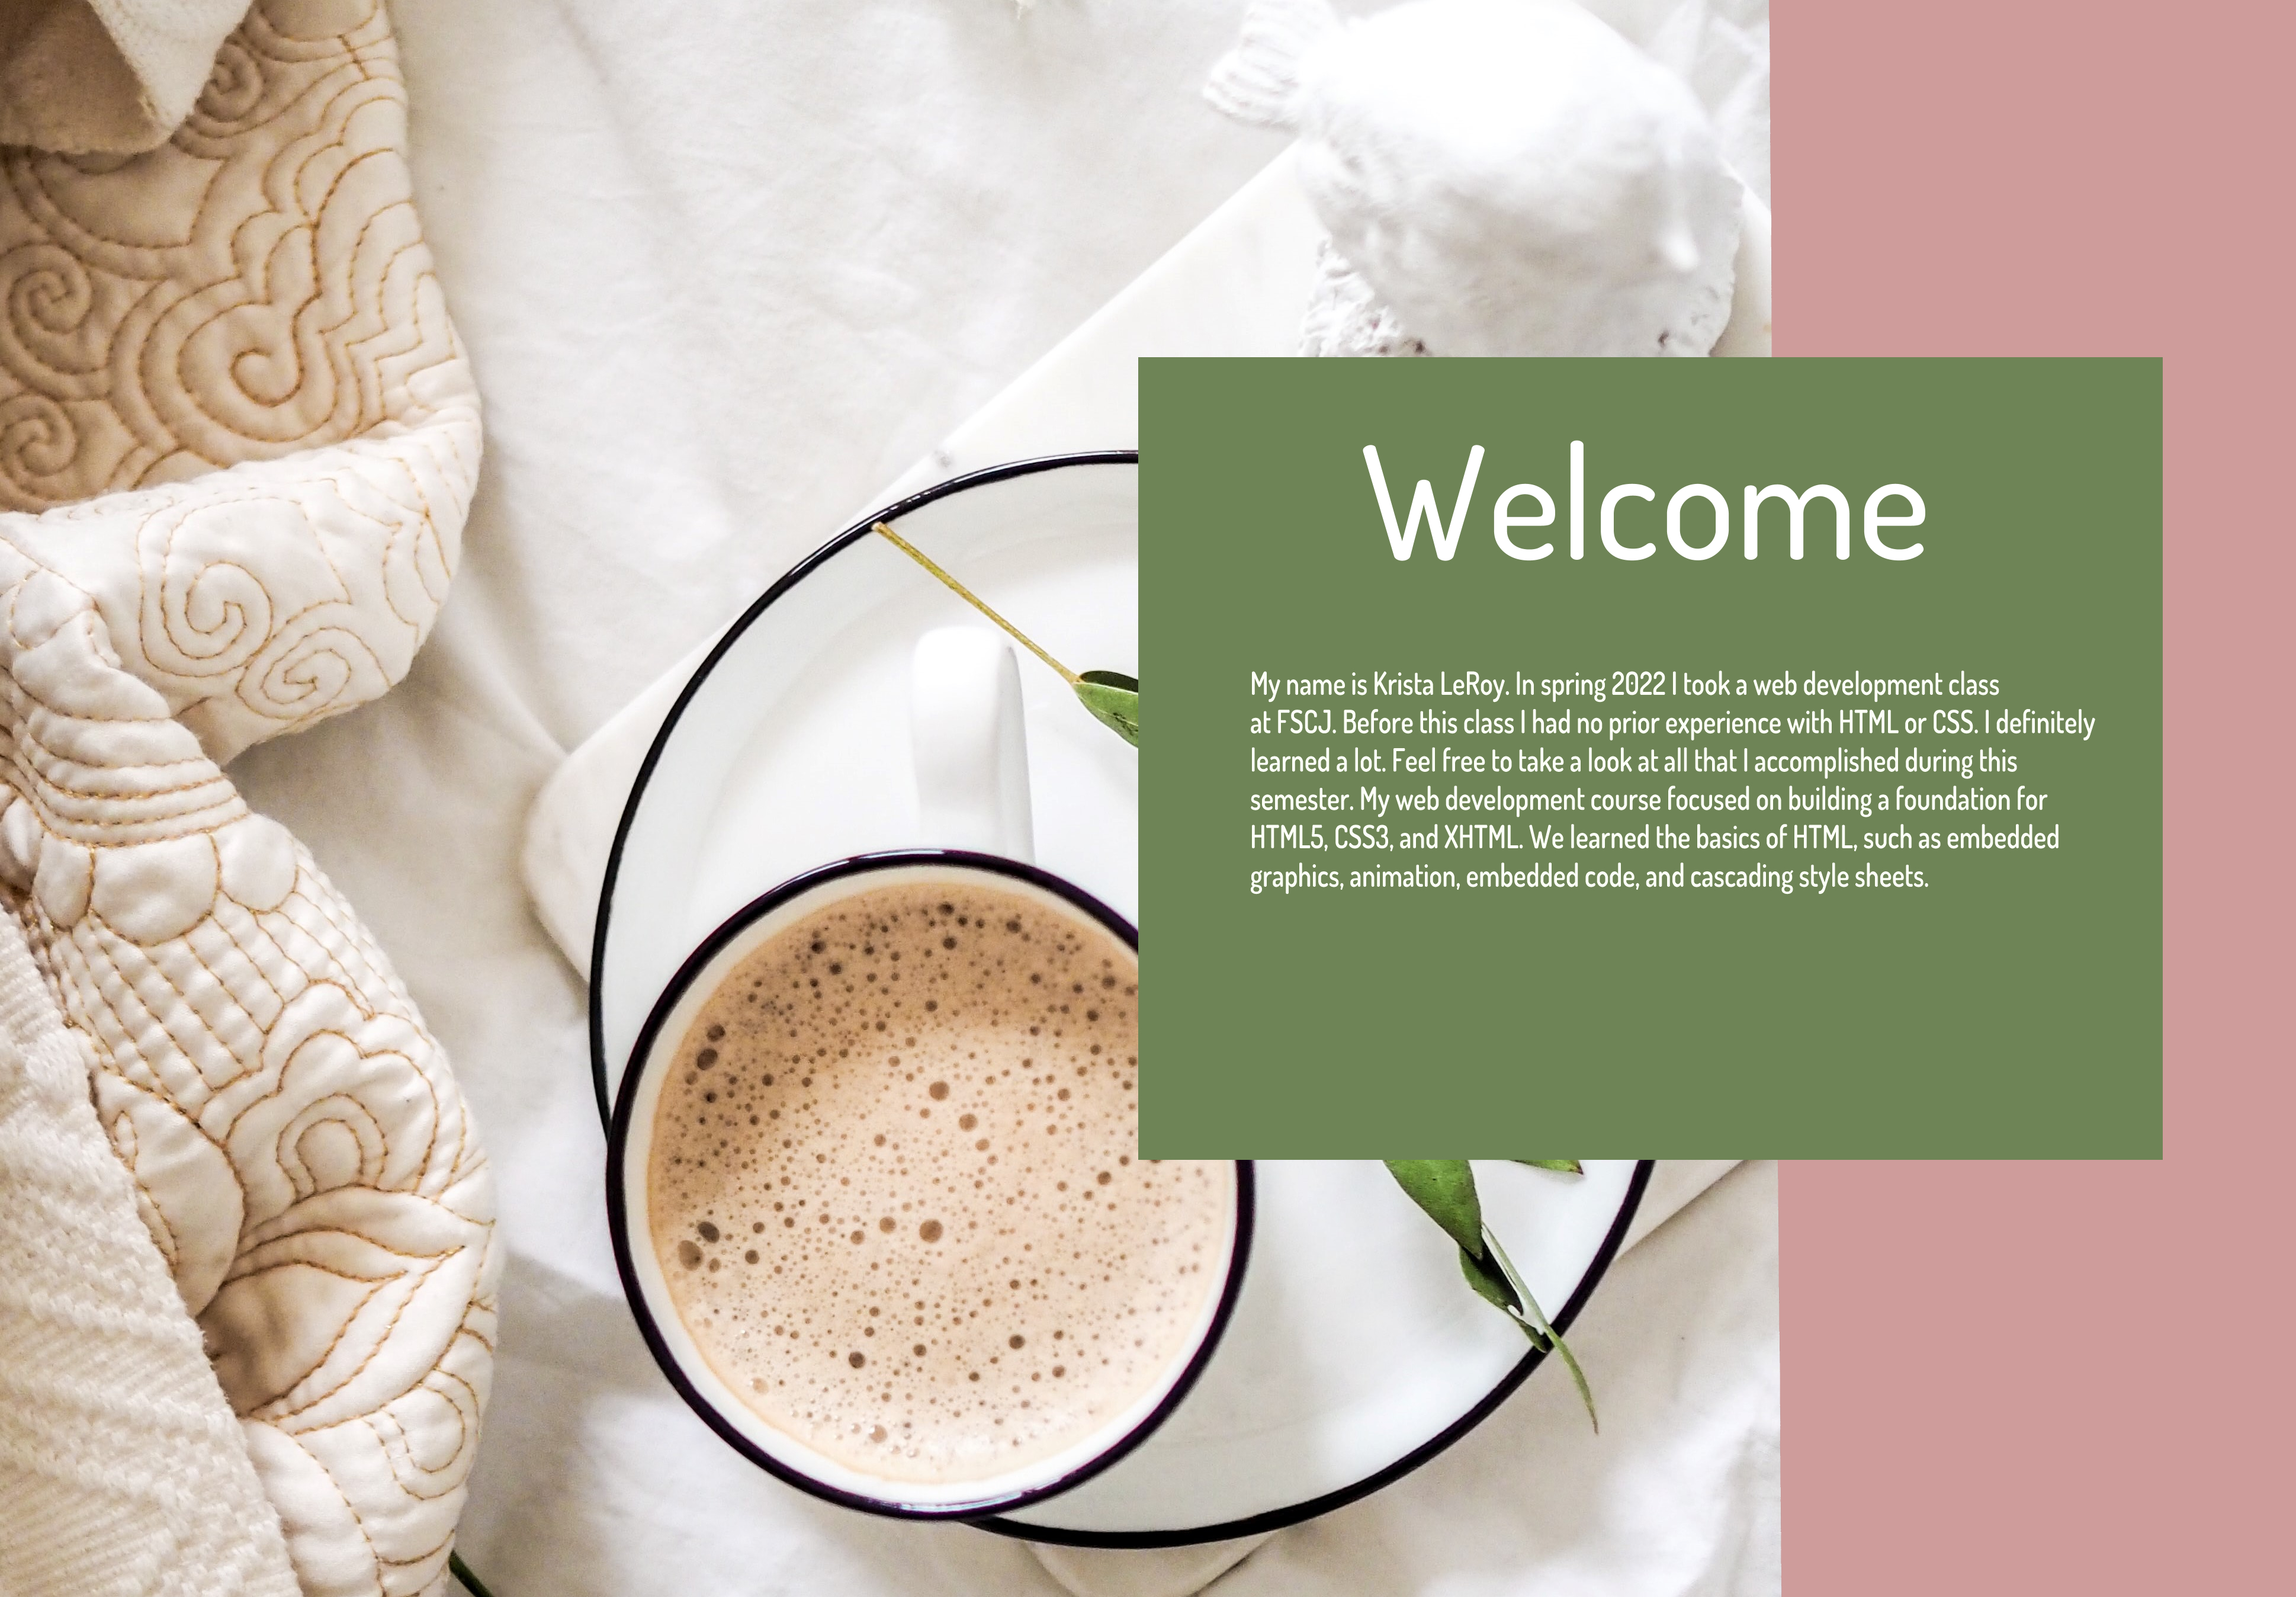 Welcome
My name is Krista LeRoy. In spring 2022 I took a web development class
at FSCJ. Before this class I had no prior experience with HTML or CSS. I definitely
learned a lot. Feel free to take a look at all that I accomplished during this
semester. My web development course focused on building a foundation for
HTML5, CSS3, and XHTML. We learned the basics of HTML, such as embedded
graphics, animation, embedded code, and cascading style sheets.